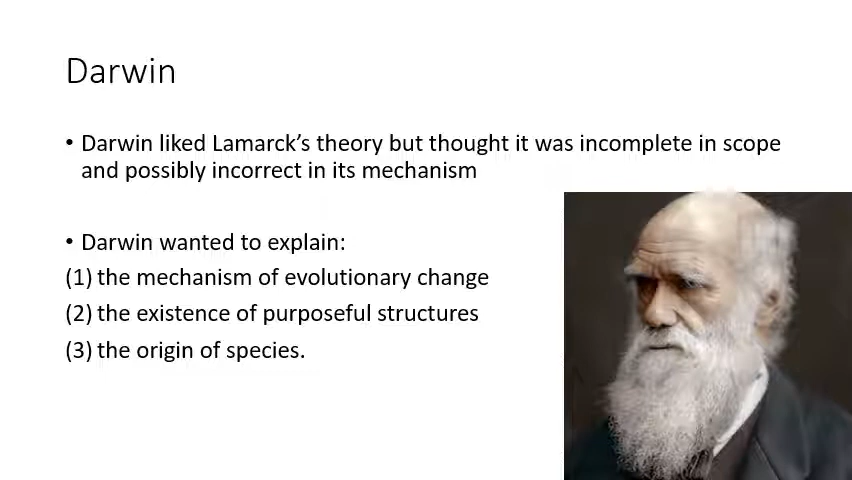 Darwin
• Darwin liked Lamarck’s theory but thought it was incomplete in scope
and possibly incorrect in its mechanism
• Darwin wanted to explain:
(1) the mechanism of evolutionary change
(2) the existence of purposeful structures
(3) the origin of species.